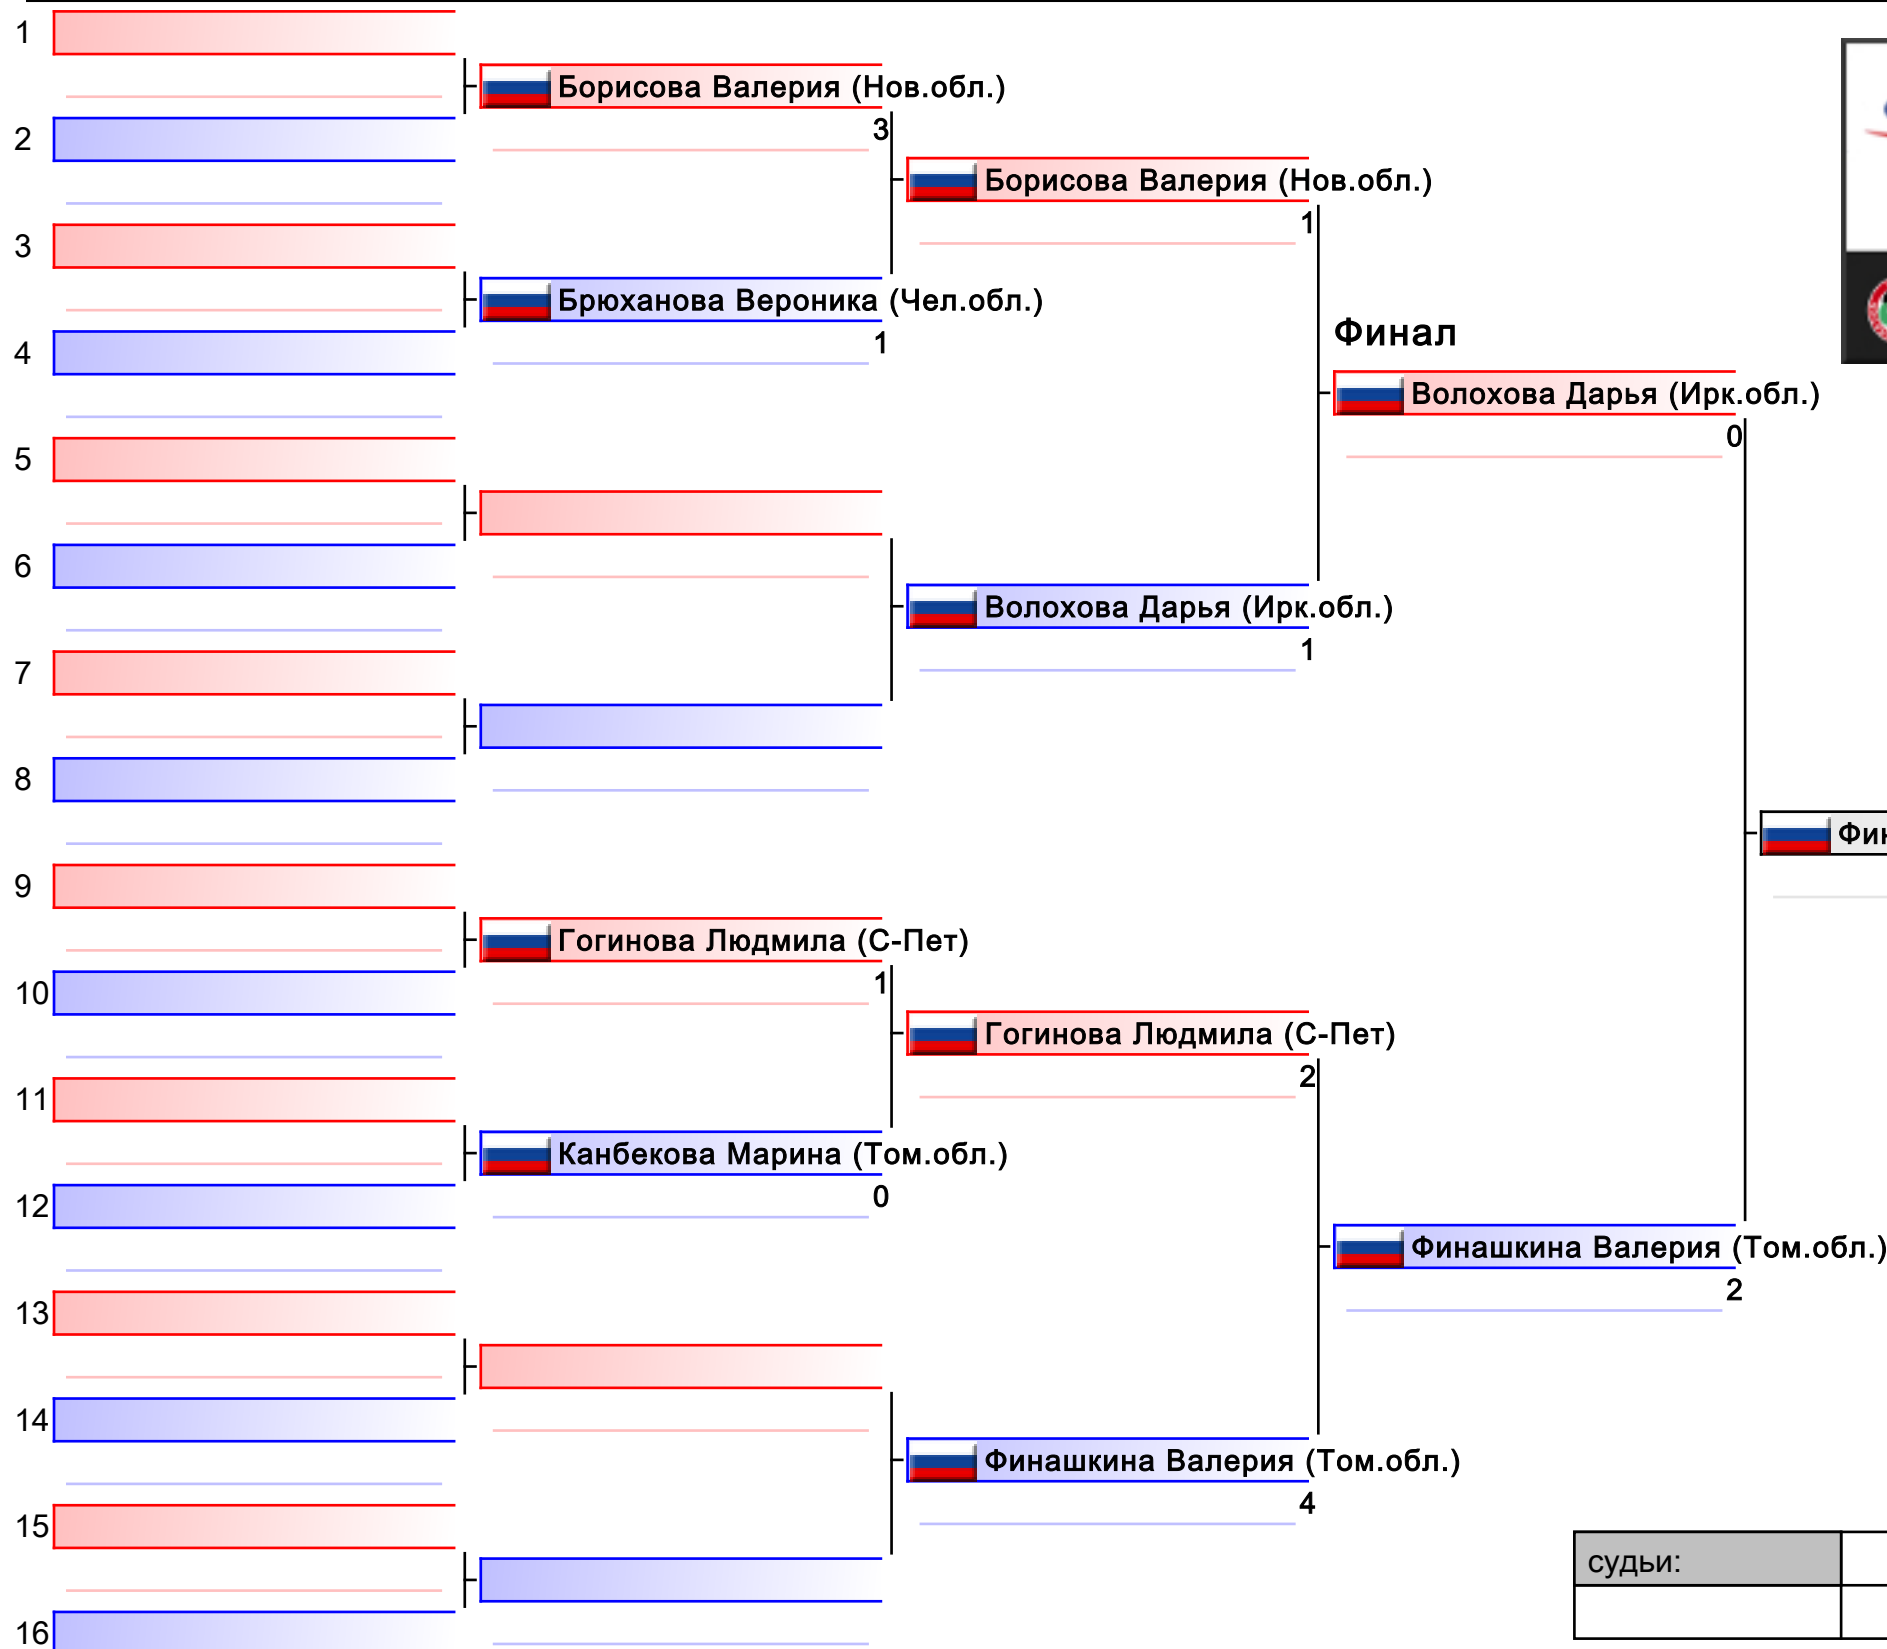 1
Борисова Валерия (Нов.обл.)
3
2
Борисова Валерия (Нов.обл.)
1
3
Брюханова Вероника (Чел.обл.)
1
4
Финал
Волохова Дарья (Ирк.обл.)
0
5
6
Волохова Дарья (Ирк.обл.)
1
7
8
9
Гогинова Людмила (С-Пет)
1
10
Гогинова Людмила (С-Пет)
2
11
Канбекова Марина (Том.обл.)
0
12
Финашкина Валерия (Том.обл.)
2
13
14
Финашкина Валерия (Том.обл.)
4
15
судьи:
16